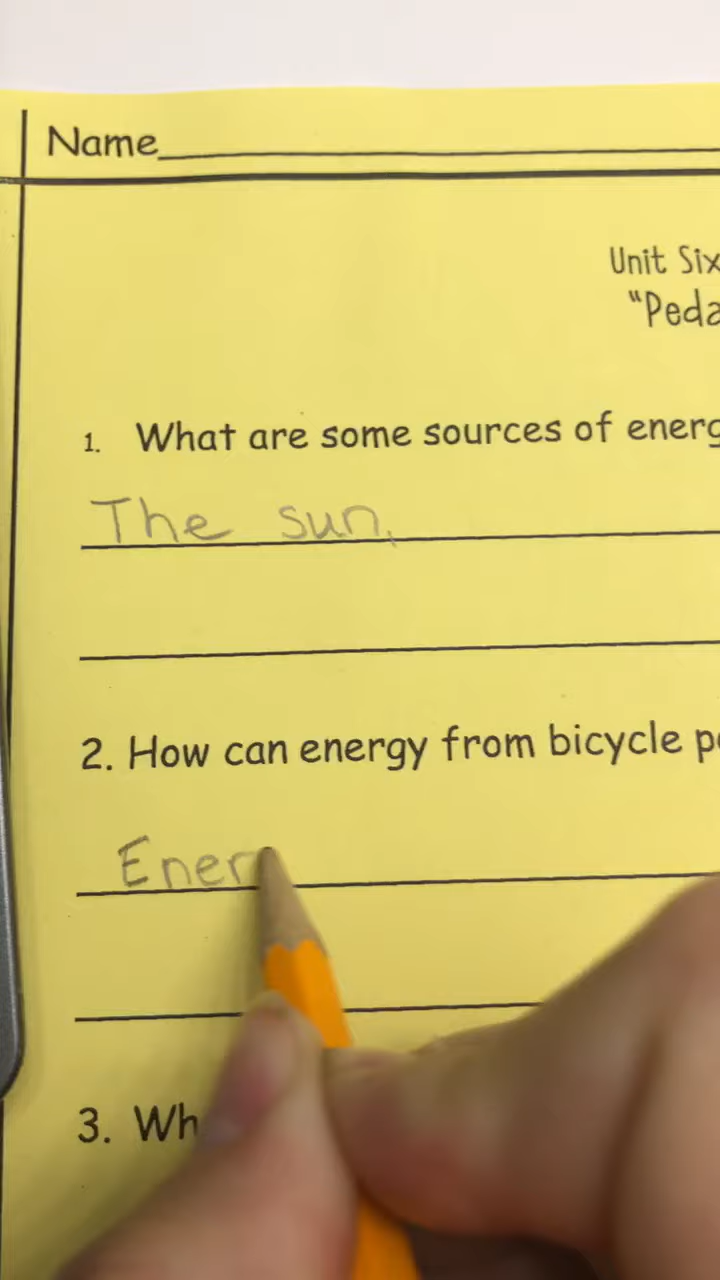 Name
Unit Six
"Peda
1. What are some sources of energ
The sun,
2. How can energy from bicycle p
Ener
3. Wh